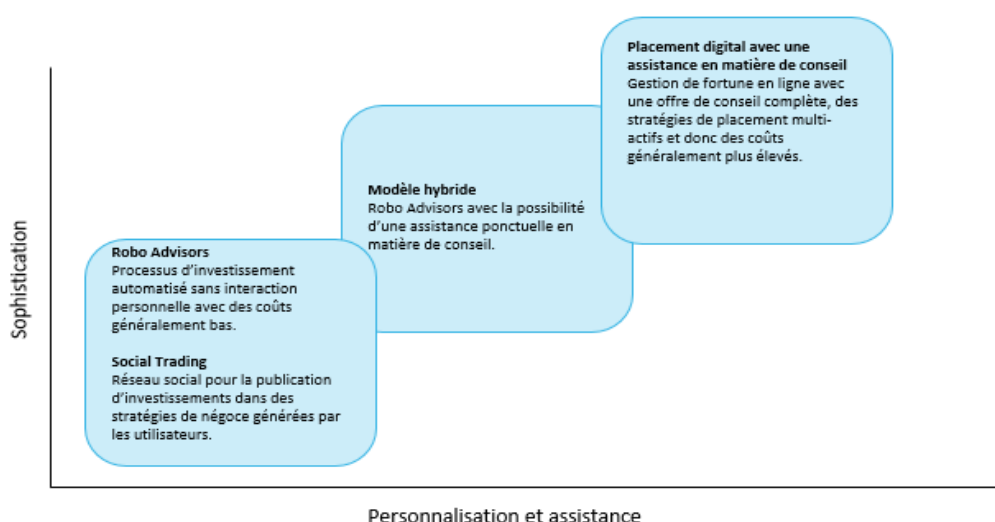 Placement digital avec une
assistance en matière de conseil
Gestion de fortune en ligne avec
une offre de conseil complète, des
stratégies de placement multi-
actifs et donc des coûts
généralement plus élevés.
Modèle hybride
Robo Advisors avec la possibilité
d’une assistance ponctuelle en
matière de conseil.
Robo Advisors
Processus d’investissement
automatisé sans interaction
personnelle avec des coûts
généralement bas.
Social Trading
Réseau social pour la publication
d’investissements dans des
stratégies de négoce générées par
les utilisateurs.
Sophistication
Personnalisation et assistance